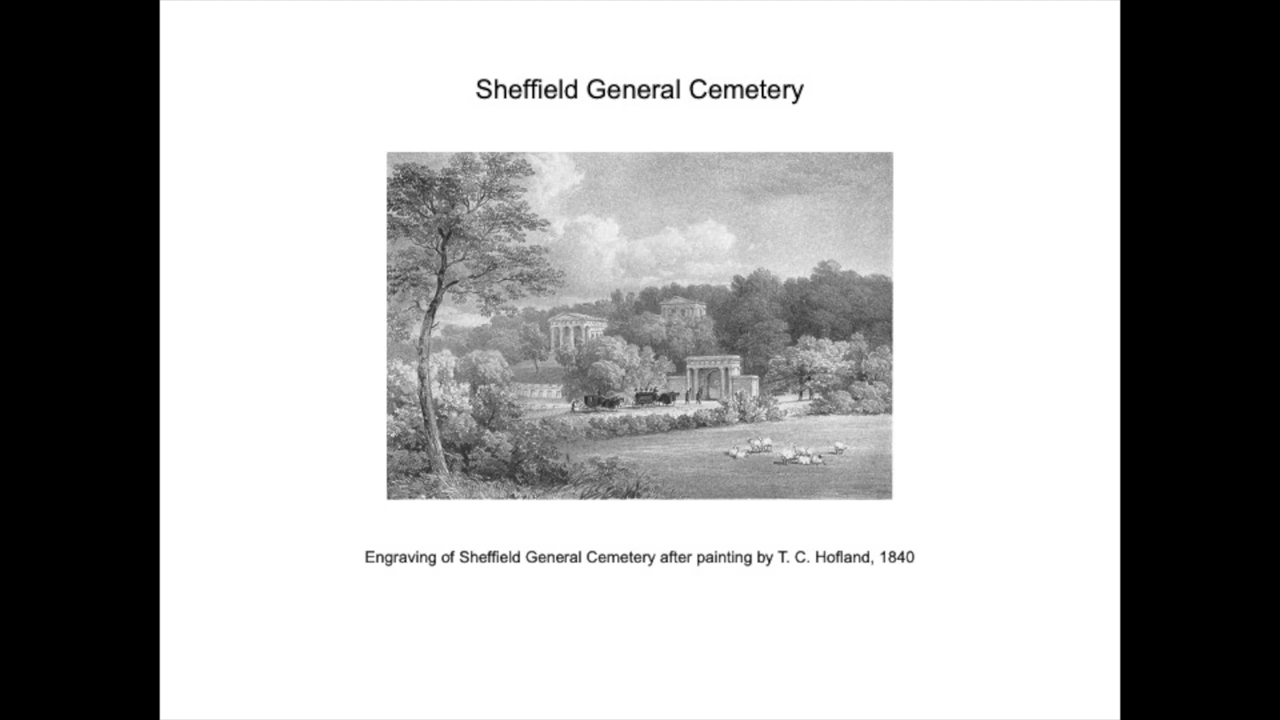 Sheffield General Cemetery
Engraving of Sheffield General Cemetery after painting by T. C. Hofland, 1840